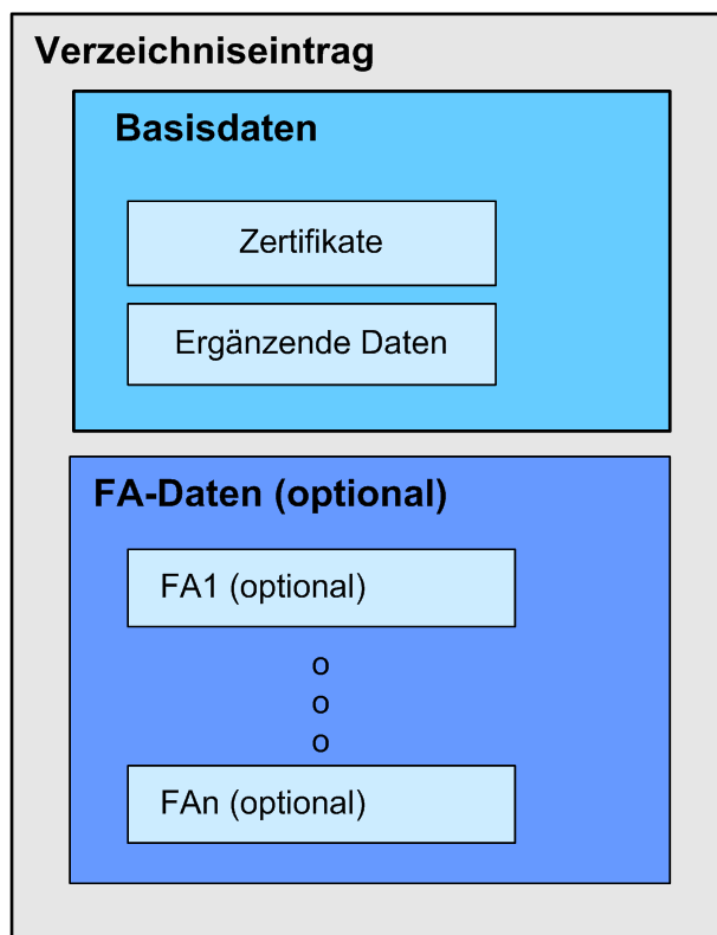 Verzeichniseintrag
Basisdaten
Zertifikate
Ergänzende Daten
FA-Daten (optional)
FA1 (optional)
o
o
o
FAn (optional)